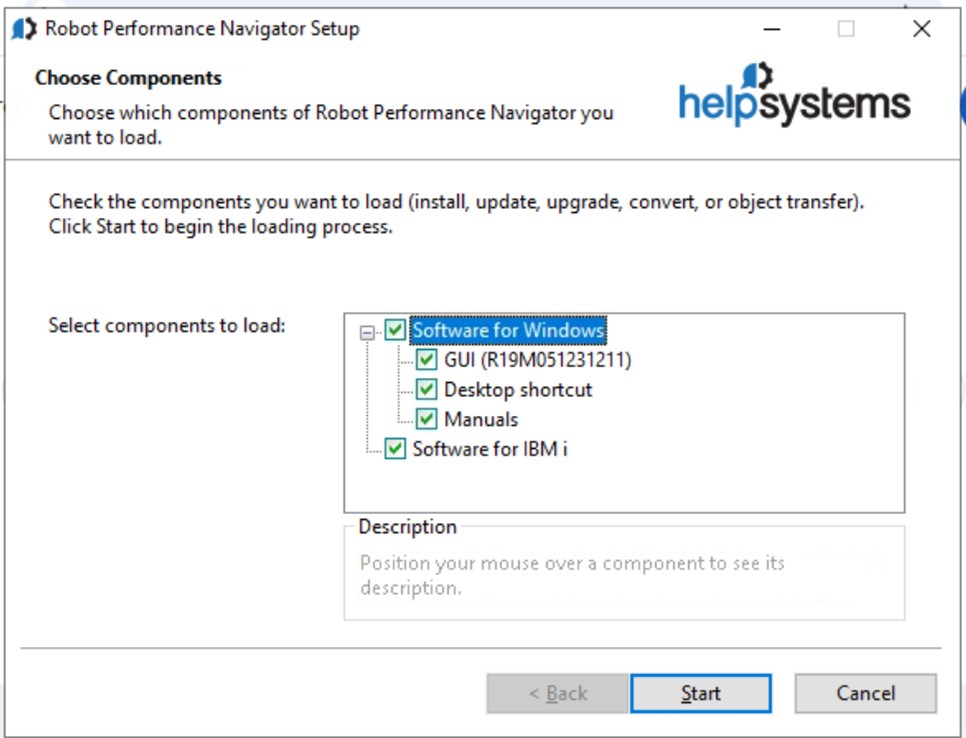 Robot Performance Navigator Setup
Choose Components
Choose which components of Robot Performance Navigator you
want to load.
helpsystems
Check the components you want to load (install, update, upgrade, convert, or object transfer).
Click Start to begin the loading process.
Select components to load:
Software for Windows
GUI (R19M051231211)
Desktop shortcut
Manuals
Software for IBM i
Description
Position your mouse over a component to see its
description.
< Back
Start
Cancel